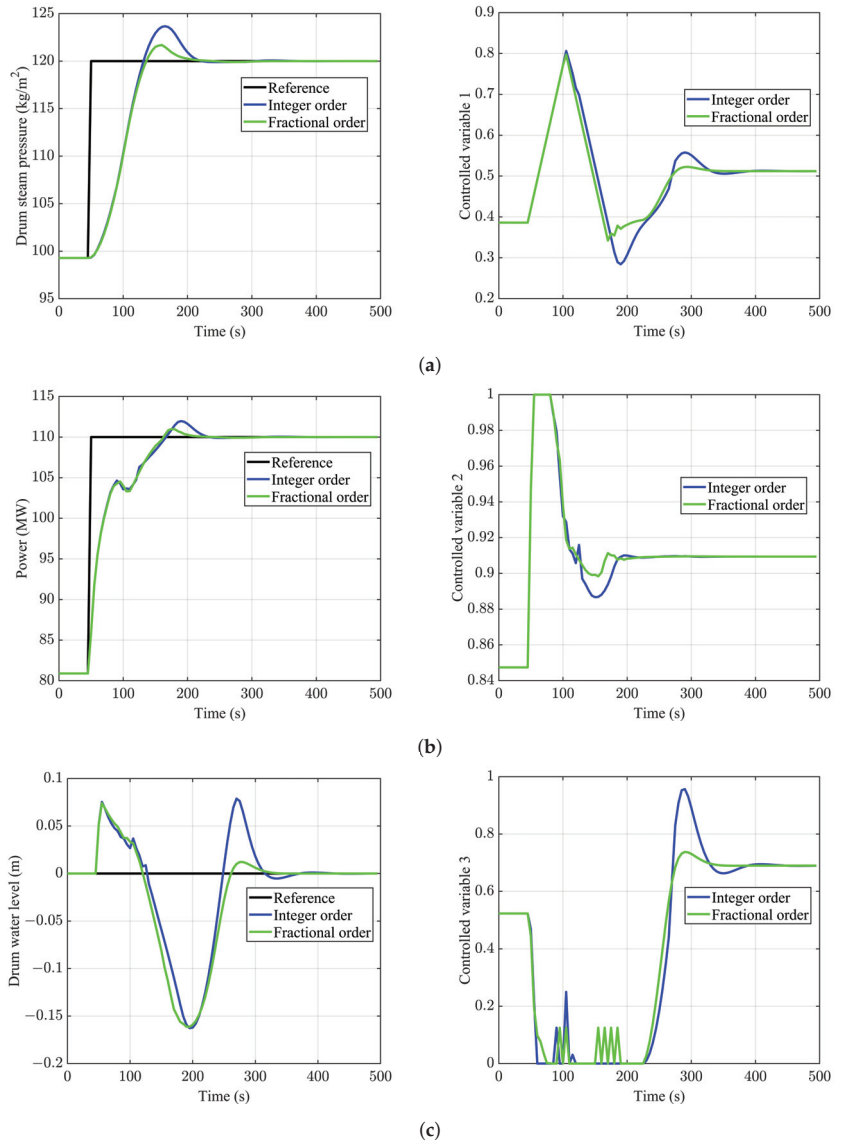 125
120
115
110
105
100
95
Drum steam pressure (kg/m²)
Reference
Integer order
Fractional order
0 100 200 300 400 500
Time (s)
0.9
0.8
0.7
0.6
0.5
0.4
0.3
0.2
Controlled variable 1
Integer order
Fractional order
0 100 200 300 400 500
Time (s)
(a)
115
110
105
100
95
90
85
80
Power (MW)
Reference
Integer order
Fractional order
0 100 200 300 400 500
Time (s)
1
0.98
0.96
0.94
0.92
0.9
0.88
0.86
0.84
Controlled variable 2
Integer order
Fractional order
0 100 200 300 400 500
Time (s)
(b)
0.1
0.05
0
−0.05
−0.1
−0.15
−0.2
Drum water level (m)
Reference
Integer order
Fractional order
0 100 200 300 400 500
Time (s)
1
0.8
0.6
0.4
0.2
0
Controlled variable 3
Integer order
Fractional order
0 100 200 300 400 500
Time (s)
(c)